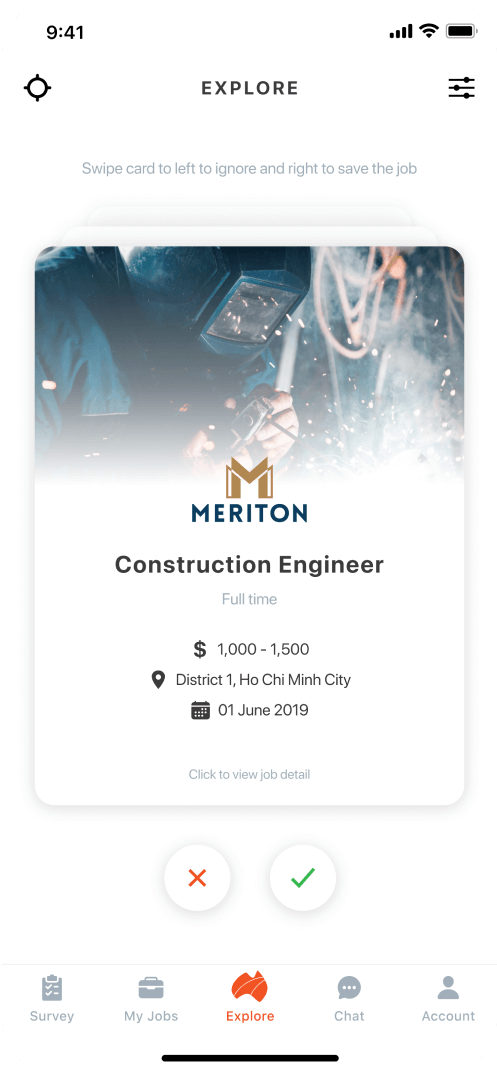 9:41
EXPLORE
Swipe card to left to ignore and right to save the job
MERITON
Construction Engineer
Full time
$ 1,000 - 1,500
District 1, Ho Chi Minh City
01 June 2019
Click to view job detail
Survey
My Jobs
Explore
Chat
Account